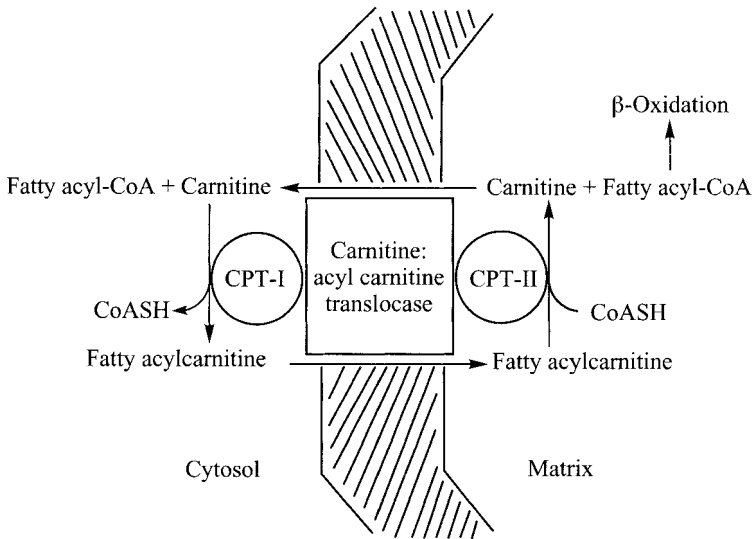 β-Oxidation
Fatty acyl-CoA + Carnitine
Carnitine + Fatty acyl-CoA
Carnitine:
acyl carnitine
translocase
CPT-I
CPT-II
CoASH
CoASH
Fatty acylcarnitine
Fatty acylcarnitine
Cytosol
Matrix